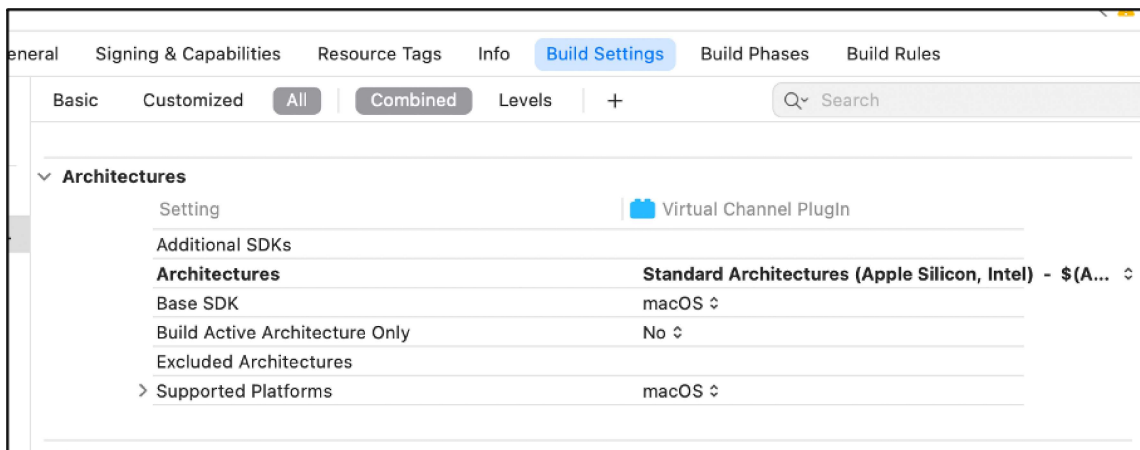 eneral Signing & Capabilities Resource Tags Info Build Settings Build Phases Build Rules
Basic Customized All Combined Levels + Search
Architectures
Setting Virtual Channel PlugIn
Additional SDKs
Architectures Standard Architectures (Apple Silicon, Intel) - $(A...
Base SDK macOS
Build Active Architecture Only No
Excluded Architectures
Supported Platforms macOS